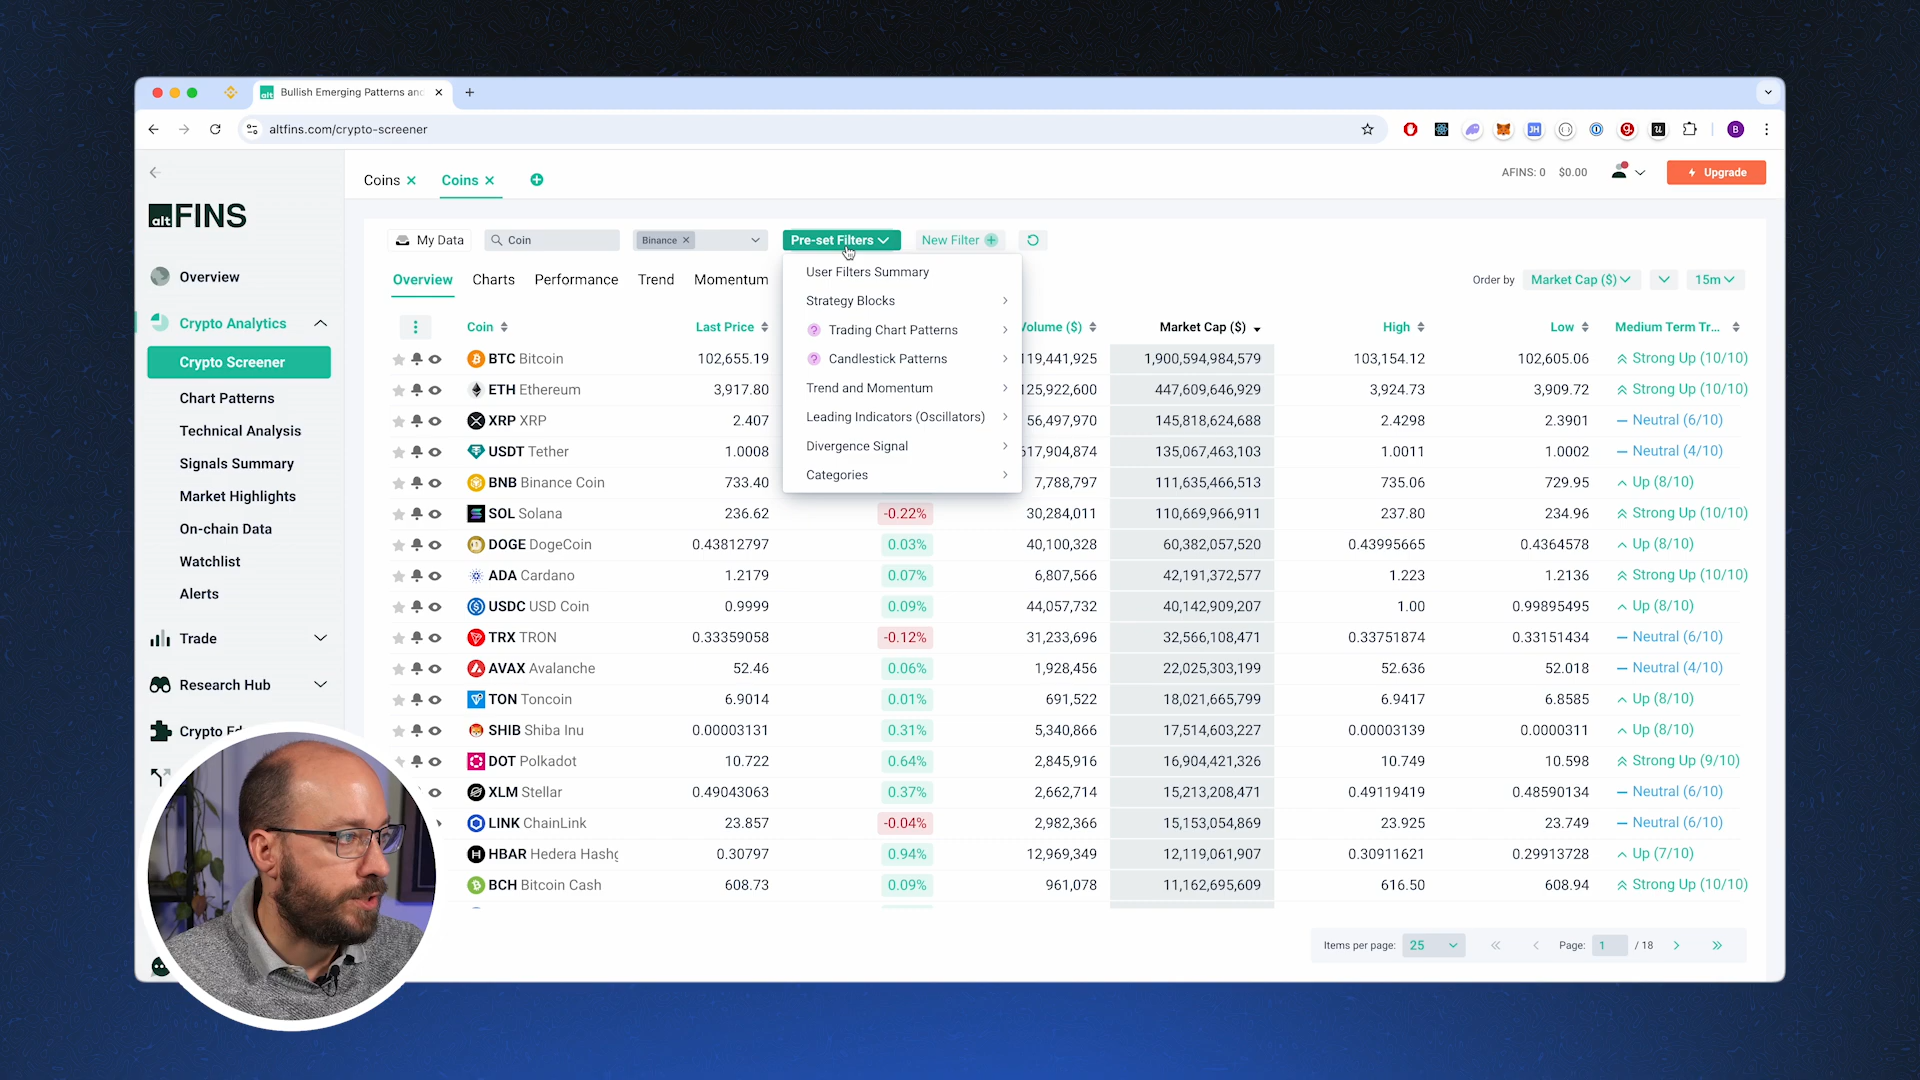 Bullish Emerging Patterns and
altfins.com/crypto-screener
JH
B
Coins
Coins
AFINS: 0 $0.00
Upgrade
alt FINS
My Data
Coin
Binance
Pre-set Filters
New Filter
Overview
Crypto Analytics
Crypto Screener
Chart Patterns
Technical Analysis
Signals Summary
Market Highlights
On-chain Data
Watchlist
Alerts
Trade
Research Hub
Crypto Ed
Overview Charts Performance Trend Momentum
Order by Market Cap ($) 15m
User Filters Summary
Strategy Blocks
? Trading Chart Patterns
? Candlestick Patterns
Trend and Momentum
Leading Indicators (Oscillators)
Divergence Signal
Categories
Coin Last Price Volume ($) Market Cap ($) High Low Medium Term Tr...
BTC Bitcoin 102,655.19 119,441,925 1,900,594,984,579 103,154.12 102,605.06 Strong Up (10/10)
ETH Ethereum 3,917.80 125,922,600 447,609,646,929 3,924.73 3,909.72 Strong Up (10/10)
XRP XRP 2.407 56,497,970 145,818,624,688 2.4298 2.3901 Neutral (6/10)
USDT Tether 1.0008 617,904,874 135,067,463,103 1.0011 1.0002 Neutral (4/10)
BNB Binance Coin 733.40 7,788,797 111,635,466,513 735.06 729.95 Up (8/10)
SOL Solana 236.62 -0.22% 30,284,011 110,669,966,911 237.80 234.96 Strong Up (10/10)
DOGE DogeCoin 0.43812797 0.03% 40,100,328 60,382,057,520 0.43995665 0.4364578 Up (8/10)
ADA Cardano 1.2179 0.07% 6,807,566 42,191,372,577 1.223 1.2136 Strong Up (10/10)
USDC USD Coin 0.9999 0.09% 44,057,732 40,142,909,207 1.00 0.99895495 Up (8/10)
TRX TRON 0.33359058 -0.12% 31,233,696 32,566,108,471 0.33751874 0.33151434 Neutral (6/10)
AVAX Avalanche 52.46 0.06% 1,928,456 22,025,303,199 52.636 52.018 Neutral (4/10)
TON Toncoin 6.9014 0.01% 691,522 18,021,665,799 6.9417 6.8585 Up (8/10)
SHIB Shiba Inu 0.00003131 0.31% 5,340,866 17,514,603,227 0.00003139 0.0000311 Up (8/10)
DOT Polkadot 10.722 0.64% 2,845,916 16,904,421,326 10.749 10.598 Strong Up (9/10)
XLM Stellar 0.49043063 0.37% 2,662,714 15,213,208,471 0.49119419 0.48590134 Neutral (6/10)
LINK ChainLink 23.857 -0.04% 2,982,366 15,153,054,869 23.925 23.749 Neutral (6/10)
HBAR Hedera Hashg 0.30797 0.94% 12,969,349 12,119,061,907 0.30911621 0.29913728 Up (7/10)
BCH Bitcoin Cash 608.73 0.09% 961,078 11,162,695,609 616.50 608.94 Strong Up (10/10)
Items per page: 25 Page: 1 / 18